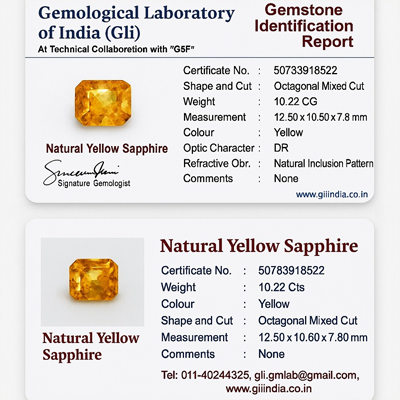 Gemological Laboratory
of India (Gli)
At Technical Collaboretion with "G5F"
Gemstone
Identification
Report
Certificate No. : 50733918522
Shape and Cut : Octagonal Mixed Cut
Weight : 10.22 CG
Measurement : 12.50 x 10.50 x 7.8 mm
Colour : Yellow
Optic Character : DR
Refractive Obr. : Natural Inclusion Pattern
Comments : None
Natural Yellow Sapphire
Signature Gemologist
www.giiindia.co.in
Natural Yellow Sapphire
Certificate No. : 50783918522
Weight : 10.22 Cts
Colour : Yellow
Shape and Cut : Octagonal Mixed Cut
Measurement : 12.50 x 10.60 x 7.80 mm
Comments : None
Natural Yellow
Sapphire
Tel: 011-40244325, gli.gmlab@gmail.com,
www.giiindia.co.in